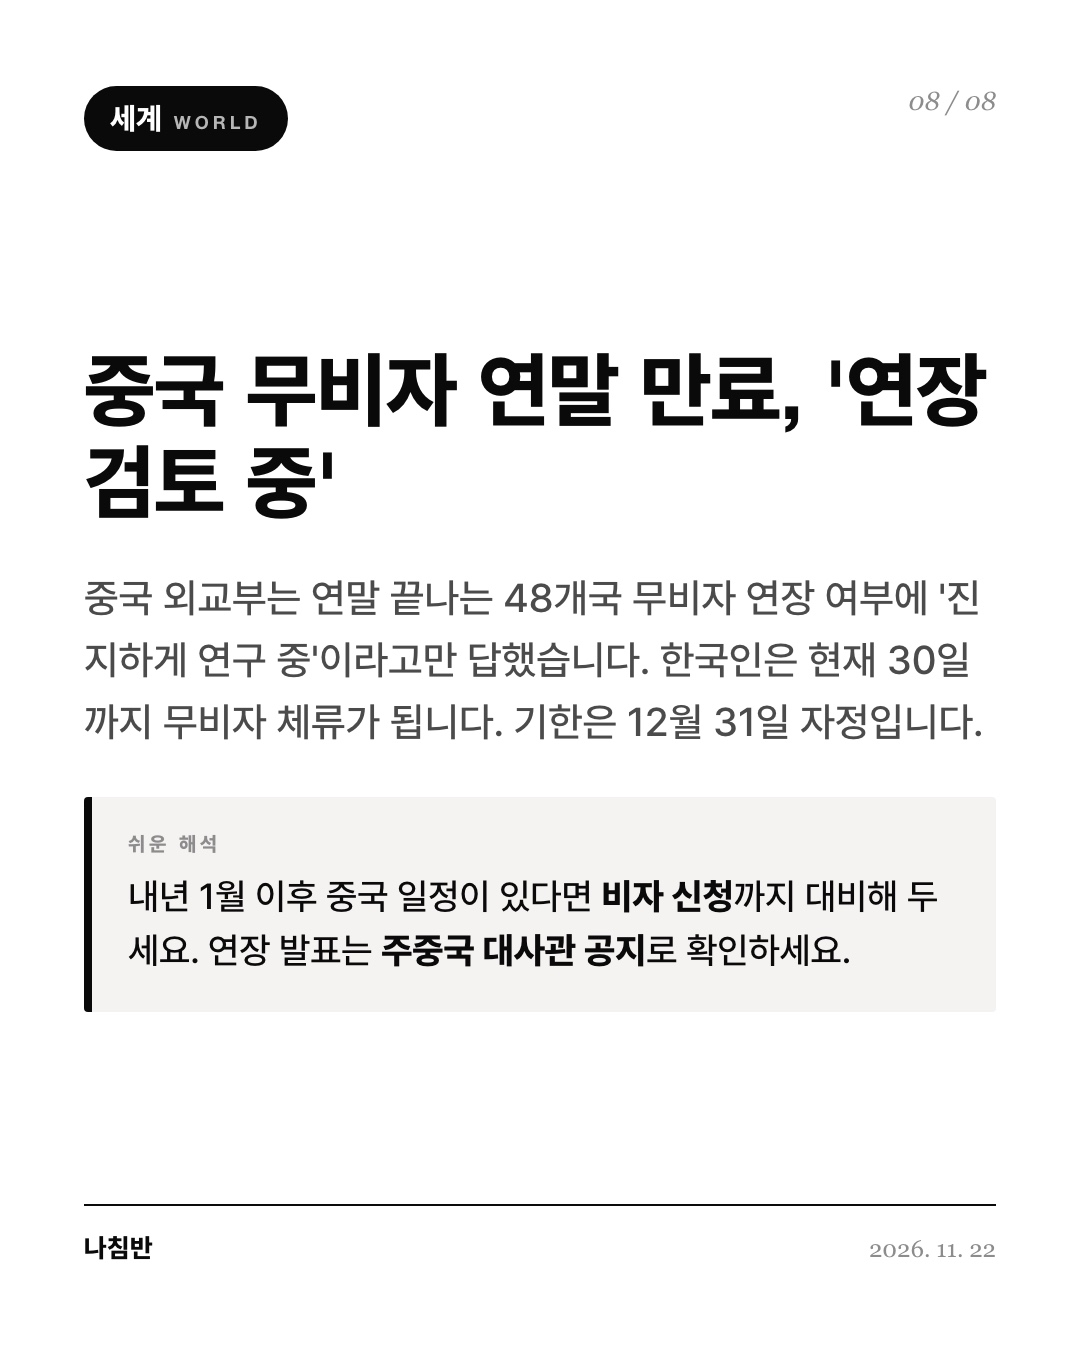 세계 WORLD
08 / 08
중국 무비자 연말 만료, '연장
검토 중'
중국 외교부는 연말 끝나는 48개국 무비자 연장 여부에 '진
지하게 연구 중'이라고만 답했습니다. 한국인은 현재 30일
까지 무비자 체류가 됩니다. 기한은 12월 31일 자정입니다.
쉬운 해석
내년 1월 이후 중국 일정이 있다면 비자 신청까지 대비해 두
세요. 연장 발표는 주중국 대사관 공지로 확인하세요.
나침반
2026. 11. 22